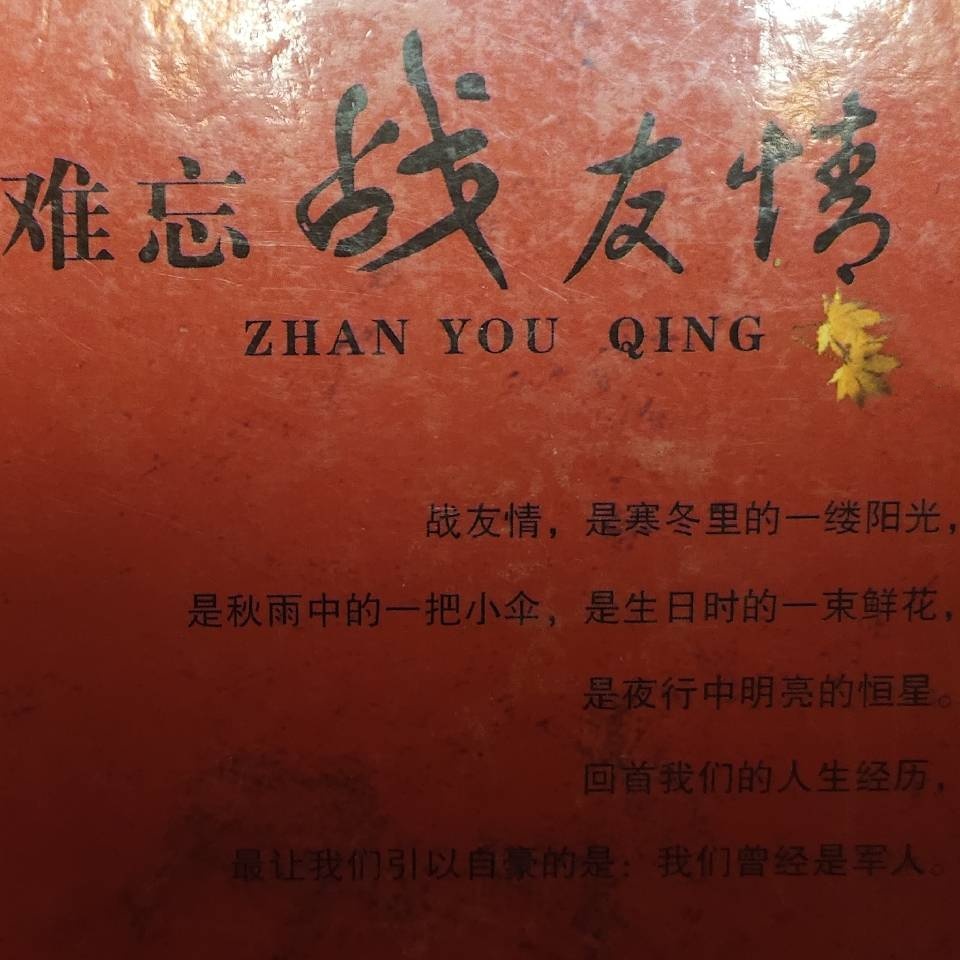 难忘战友情
ZHAN YOU QING
战友情，是寒冬里的一缕阳光，
是秋雨中的一把小伞，是生日时的一束鲜花，
是夜行中明亮的恒星。
回首我们的人生经历，
最让我们引以自豪的是：我们曾经是军人。